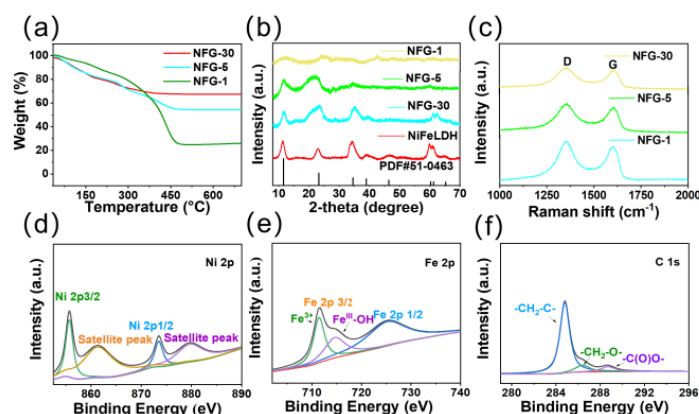 (a)
100
80
60
40
20
0
Weight (%)
NFG-30
NFG-5
NFG-1
150 300 450 600
Temperature (°C)
(b)
Intensity (a.u.)
NFG-1
NFG-5
NFG-30
NiFeLDH
PDF#51-0463
10 20 30 40 50 60 70
2-theta (degree)
(c)
Intensity (a.u.)
D G
NFG-30
NFG-5
NFG-1
1000 1250 1500 1750 2000
Raman shift (cm⁻¹)
(d)
Ni 2p
Intensity (a.u.)
Ni 2p3/2
Satellite peak
Ni 2p1/2
Satellite peak
860 870 880 890
Binding Energy (eV)
(e)
Fe 2p
Intensity (a.u.)
Fe 2p 3/2
Fe³⁺
Feᴵᴵᴵ-OH
Fe 2p 1/2
710 720 730 740
Binding Energy (eV)
(f)
C 1s
Intensity (a.u.)
-CH₂-C-
-CH₂-O-
-C(O)O-
280 284 288 292 296
Binding Energy (eV)